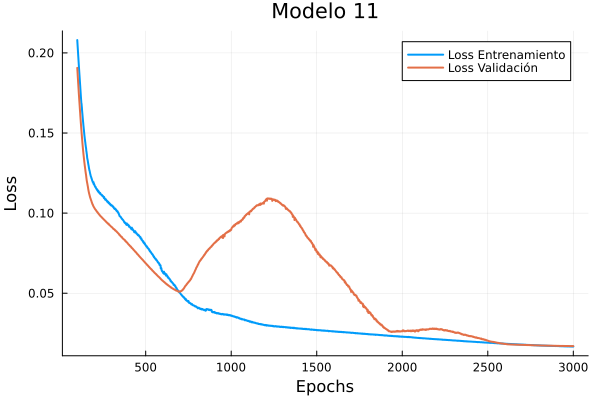 Modelo 11
Loss Entrenamiento
Loss Validación
0.20
0.15
0.10
0.05
Loss
500 1000 1500 2000 2500 3000
Epochs